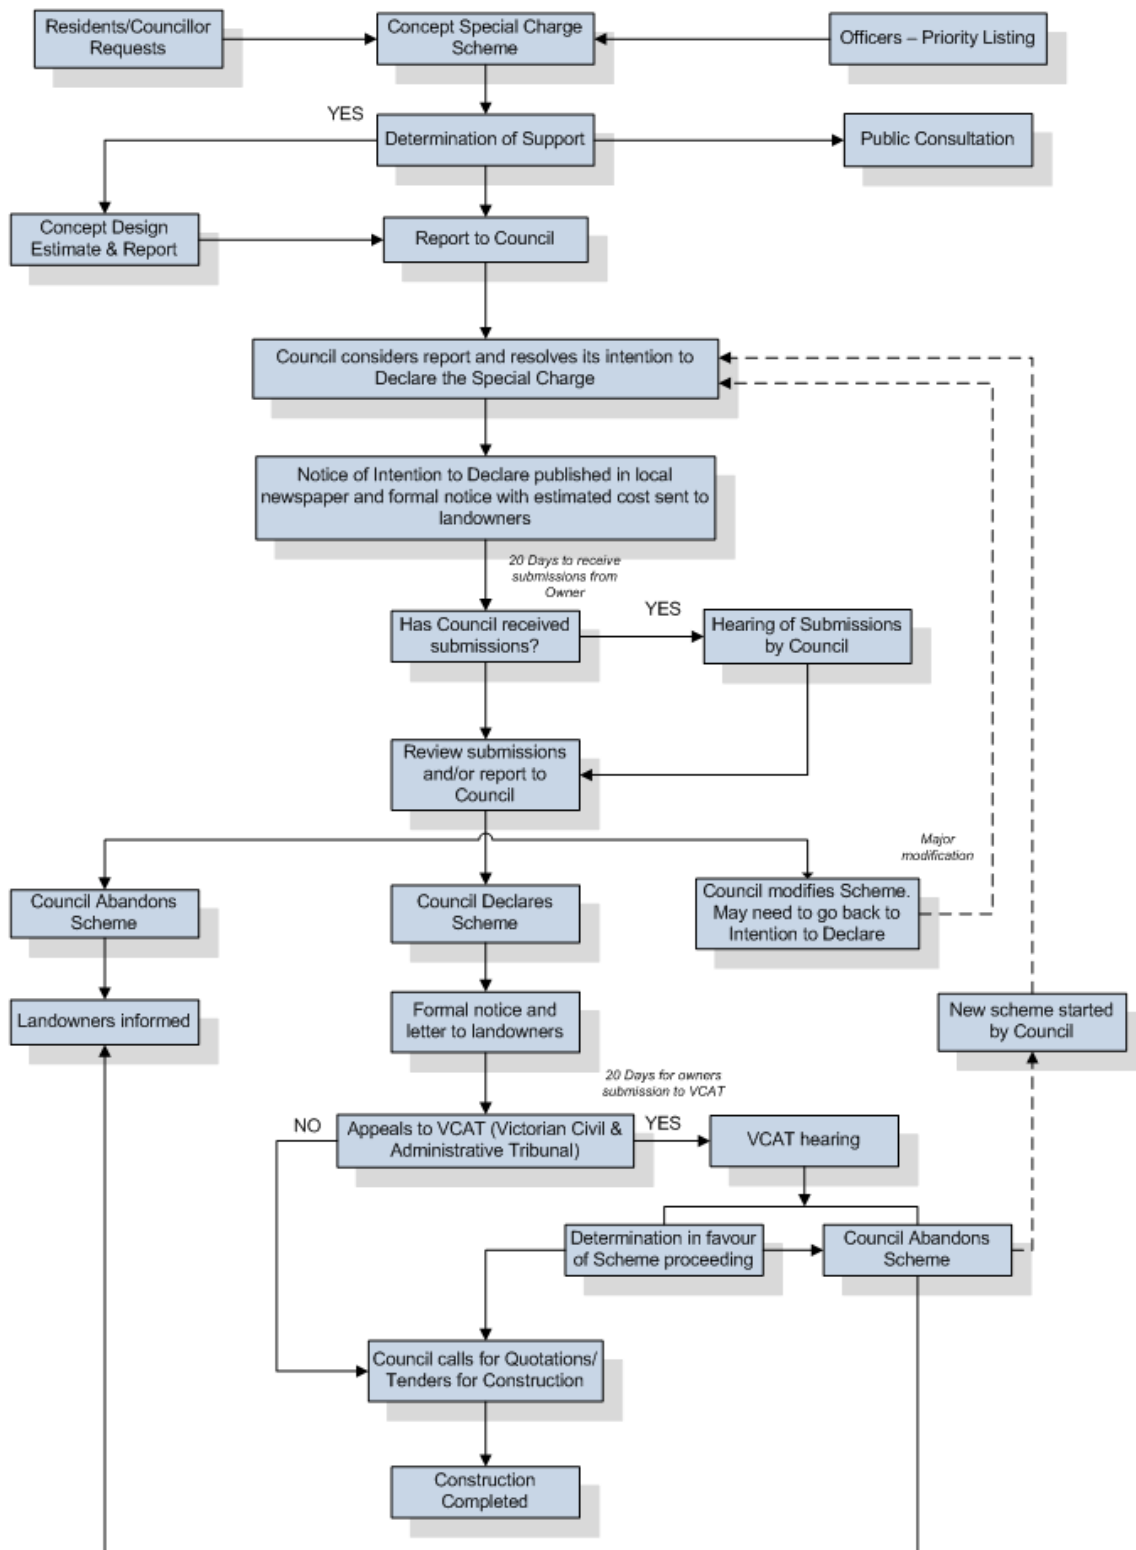 Residents/Councillor
Requests
Concept Special Charge
Scheme
Officers – Priority Listing
YES
Determination of Support
Public Consultation
Concept Design
Estimate & Report
Report to Council
Council considers report and resolves its intention to
Declare the Special Charge
Notice of Intention to Declare published in local
newspaper and formal notice with estimated cost sent to
landowners
20 Days to receive
submissions from
Owner
Has Council received
submissions?
YES
Hearing of Submissions
by Council
Review submissions
and/or report to
Council
Major
modification
Council Abandons
Scheme
Council Declares
Scheme
Council modifies Scheme.
May need to go back to
Intention to Declare
Landowners informed
Formal notice and
letter to landowners
New scheme started
by Council
20 Days for owners
submission to VCAT
NO
Appeals to VCAT (Victorian Civil &
Administrative Tribunal)
YES
VCAT hearing
Determination in favour
of Scheme proceeding
Council Abandons
Scheme
Council calls for Quotations/
Tenders for Construction
Construction
Completed